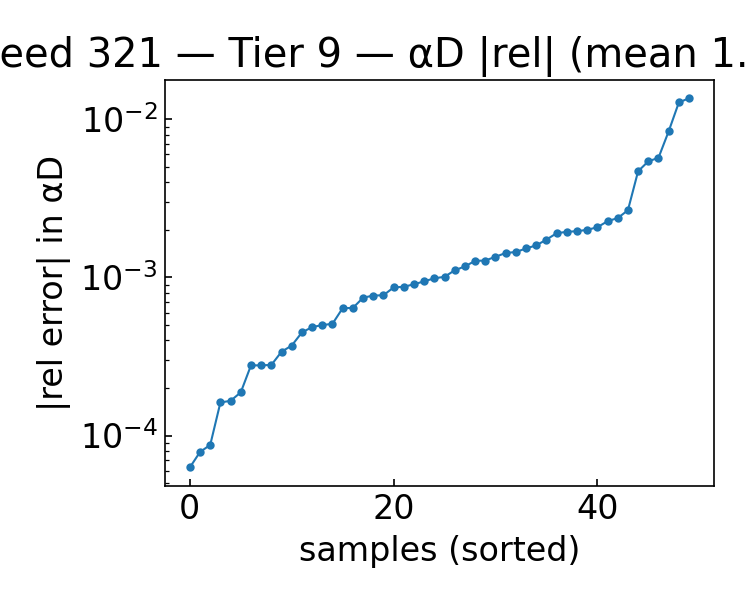 eed 321 — Tier 9 — αD |rel| (mean 1.
10⁻²
10⁻³
10⁻⁴
|rel error| in αD
0 20 40
samples (sorted)